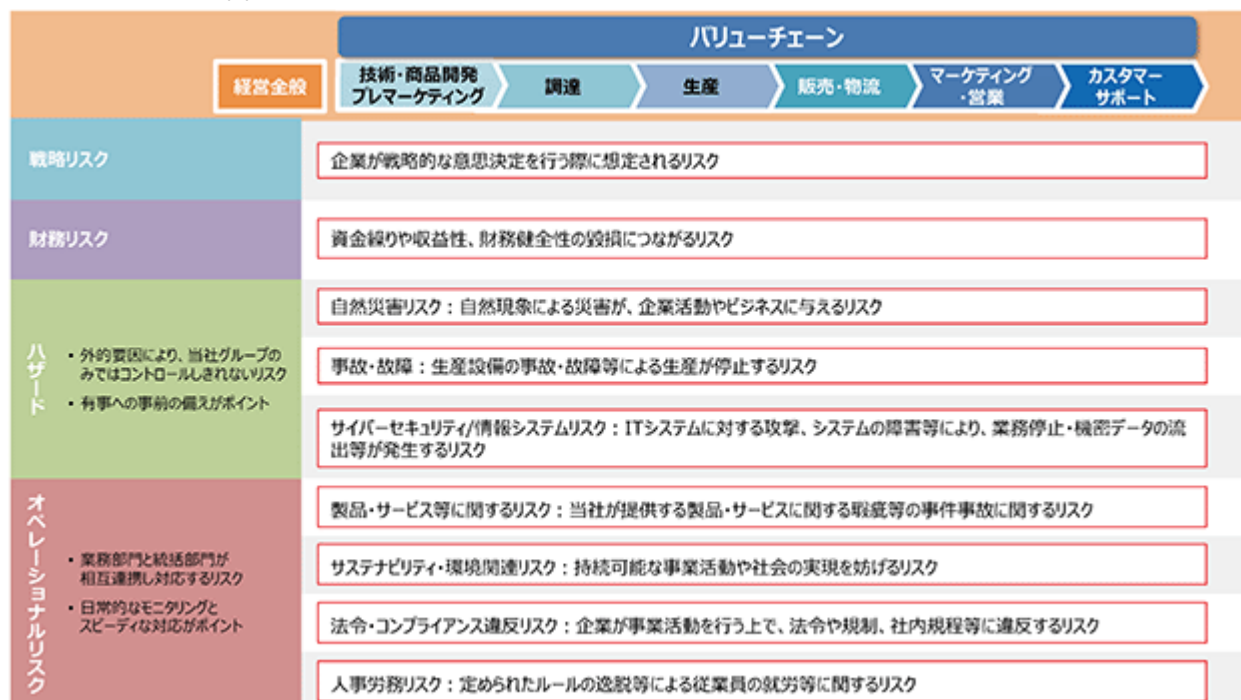 バリューチェーン
経営全般
技術・商品開発
プレマーケティング
調達
生産
販売・物流
マーケティング
・営業
カスタマー
サポート
戦略リスク
企業が戦略的な意思決定を行う際に想定されるリスク
財務リスク
資金繰りや収益性、財務健全性の毀損につながるリスク
ハザード
・外的要因により、当社グループの
みではコントロールしきれないリスク
・有事への事前の備えがポイント
自然災害リスク：自然現象による災害が、企業活動やビジネスに与えるリスク
事故・故障：生産設備の事故・故障等による生産が停止するリスク
サイバーセキュリティ/情報システムリスク：ITシステムに対する攻撃、システムの障害等により、業務停止・機密データの流
出等が発生するリスク
オペレーショナルリスク
・業務部門と統括部門が
相互連携し対応するリスク
・日常的なモニタリングと
スピーディな対応がポイント
製品・サービス等に関するリスク：当社が提供する製品・サービスに関する瑕疵等の事件事故に関するリスク
サステナビリティ・環境関連リスク：持続可能な事業活動や社会の実現を妨げるリスク
法令・コンプライアンス違反リスク：企業が事業活動を行う上で、法令や規制、社内規程等に違反するリスク
人事労務リスク：定められたルールの逸脱等による従業員の就労等に関するリスク